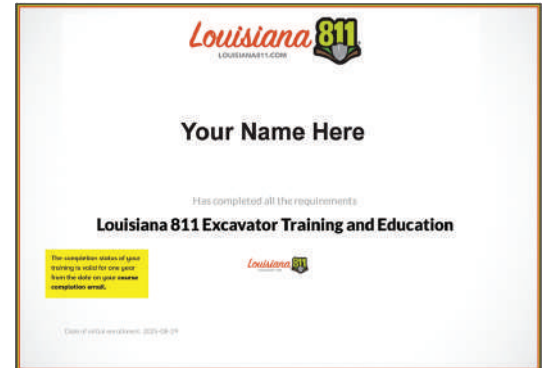 Louisiana 811
LOUISIANA811.COM
Your Name Here
Has completed all the requirements
Louisiana 811 Excavator Training and Education
The completion status of your
training is valid for one year
from the date on your course
completion email.
Louisiana 811
Date of initial enrollment: 2025-08-19